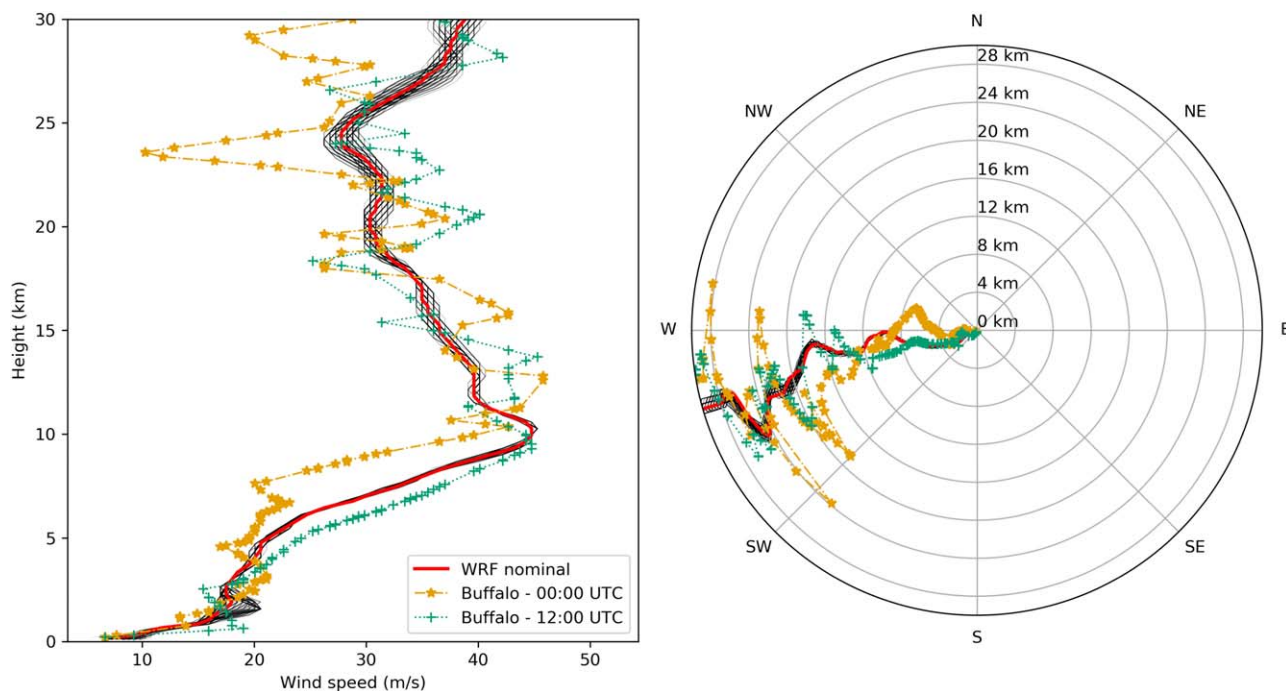 30
25
20
15
10
5
0
Height (km)
10
20
30
40
50
Wind speed (m/s)
WRF nominal
Buffalo - 00:00 UTC
Buffalo - 12:00 UTC
N
NW
NE
28 km
24 km
20 km
16 km
12 km
8 km
4 km
0 km
W
E
SW
SE
S